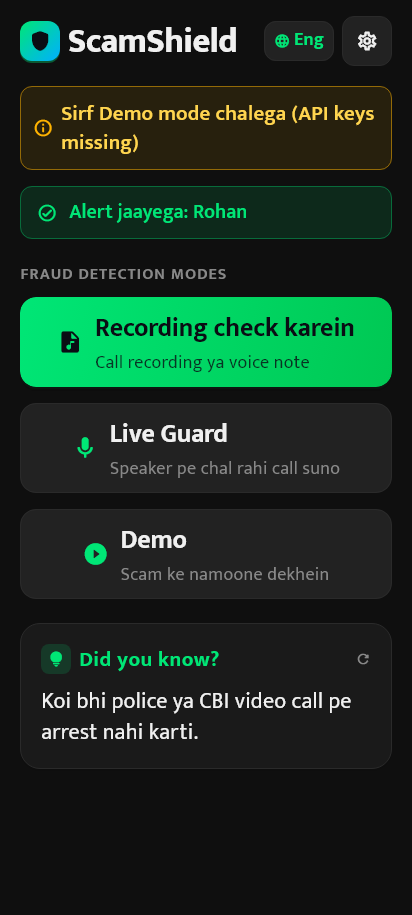 ScamShield
Eng
Sirf Demo mode chalega (API keys
missing)
Alert jaayega: Rohan
FRAUD DETECTION MODES
Recording check karein
Call recording ya voice note
Live Guard
Speaker pe chal rahi call suno
Demo
Scam ke namoone dekhein
Did you know?
Koi bhi police ya CBI video call pe
arrest nahi karti.